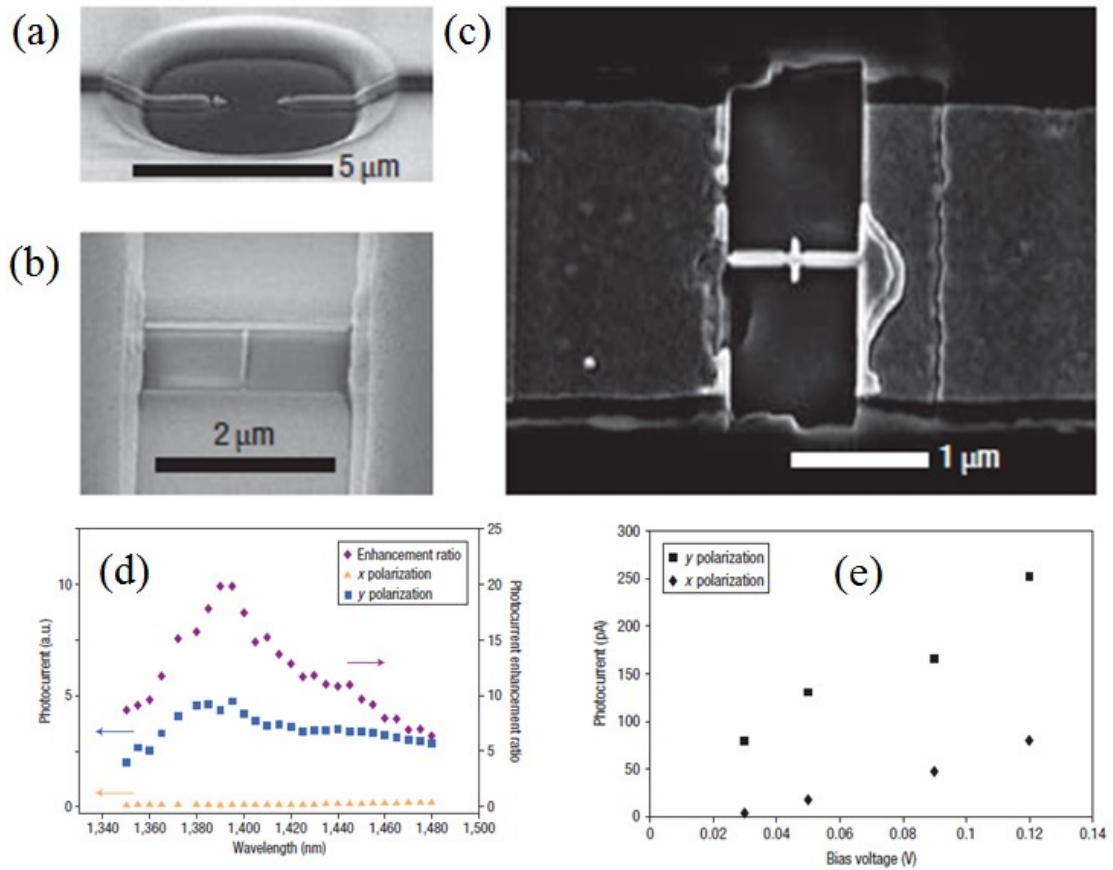 (a)
5 µm
(b)
2 µm
(c)
1 µm
(d)
Enhancement ratio
x polarization
y polarization
Photocurrent (a.u.)
10
5
0
Photocurrent enhancement ratio
25
20
15
10
5
0
1,340 1,360 1,380 1,400 1,420 1,440 1,460 1,480 1,500
Wavelength (nm)
(e)
y polarization
x polarization
Photocurrent (pA)
300
250
200
150
100
50
0
0 0.02 0.04 0.06 0.08 0.1 0.12 0.14
Bias voltage (V)